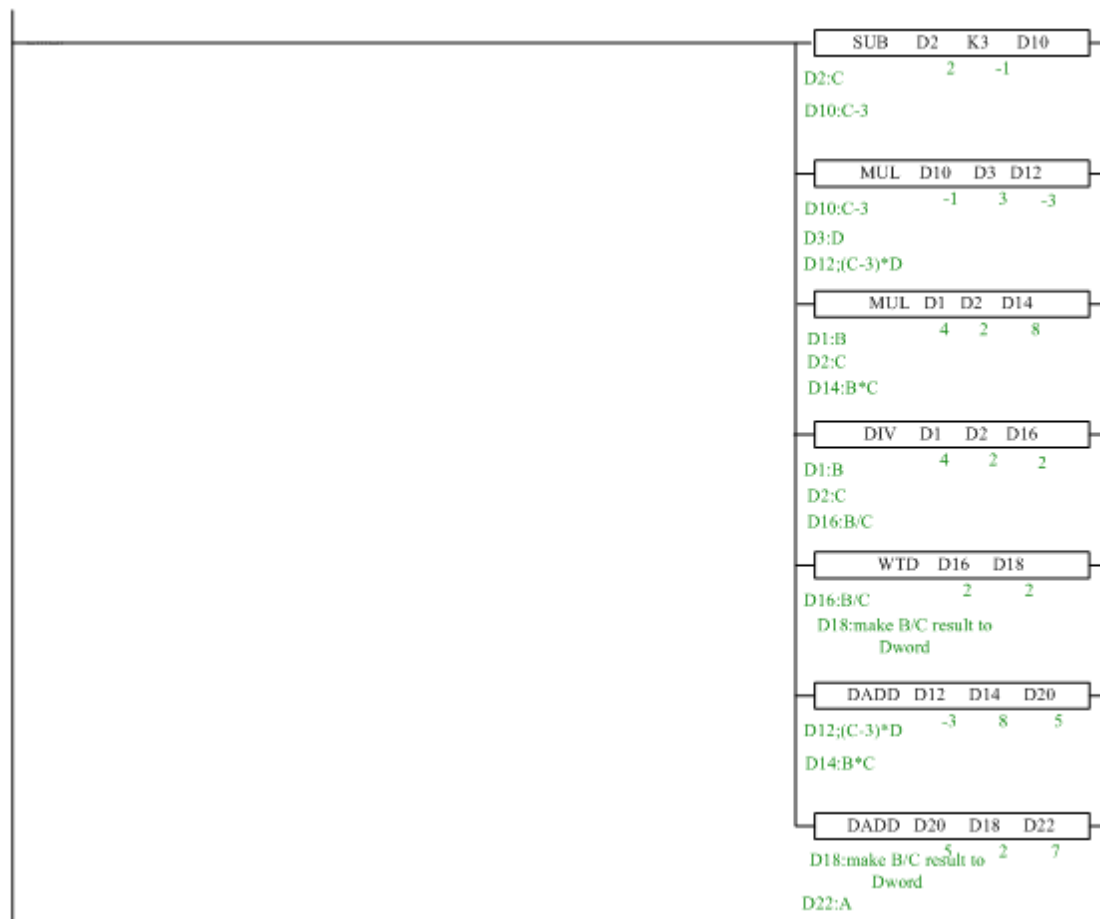 SUB D2 K3 D10
2 -1
D2:C
D10:C-3
MUL D10 D3 D12
-1 3 -3
D10:C-3
D3:D
D12;(C-3)*D
MUL D1 D2 D14
4 2 8
D1:B
D2:C
D14:B*C
DIV D1 D2 D16
4 2 2
D1:B
D2:C
D16:B/C
WTD D16 D18
2 2
D16:B/C
D18:make B/C result to
Dword
DADD D12 D14 D20
-3 8 5
D12;(C-3)*D
D14:B*C
DADD D20 D18 D22
5 2 7
D18:make B/C result to
Dword
D22:A